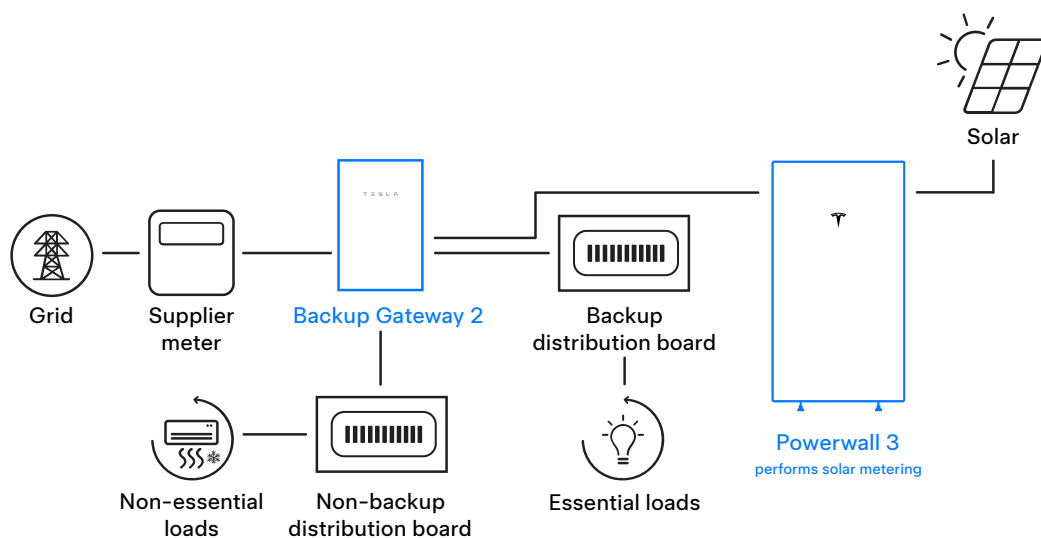 Solar
TESLA
Grid
Supplier
meter
Backup Gateway 2
Backup
distribution board
Powerwall 3
performs solar metering
Non-essential
loads
Non-backup
distribution board
Essential loads